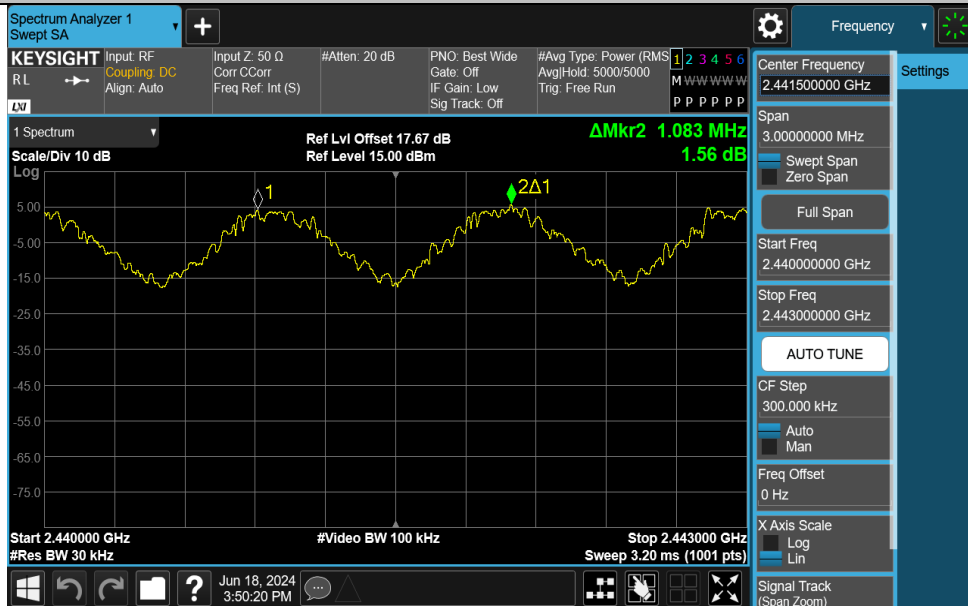 Spectrum Analyzer 1
Swept SA
+
Frequency
KEYSIGHT
RL
LXI
Input: RF
Coupling: DC
Align: Auto
Input Z: 50 Ω
Corr CCorr
Freq Ref: Int (S)
#Atten: 20 dB
PNO: Best Wide
Gate: Off
IF Gain: Low
Sig Track: Off
#Avg Type: Power (RMS
Avg|Hold: 5000/5000
Trig: Free Run
1 2 3 4 5 6
M W W W W W
P P P P P P
Center Frequency
2.441500000 GHz
Settings
Span
3.00000000 MHz
Swept Span
Zero Span
Full Span
Start Freq
2.440000000 GHz
Stop Freq
2.443000000 GHz
AUTO TUNE
CF Step
300.000 kHz
Auto
Man
Freq Offset
0 Hz
X Axis Scale
Log
Lin
Signal Track
(Span Zoom)
1 Spectrum
Scale/Div 10 dB
Log
Ref Lvl Offset 17.67 dB
Ref Level 15.00 dBm
ΔMkr2 1.083 MHz
1.56 dB
1
2Δ1
5.00
-5.00
-15.0
-25.0
-35.0
-45.0
-55.0
-65.0
-75.0
Start 2.440000 GHz
#Res BW 30 kHz
#Video BW 100 kHz
Stop 2.443000 GHz
Sweep 3.20 ms (1001 pts)
?
Jun 18, 2024
3:50:20 PM